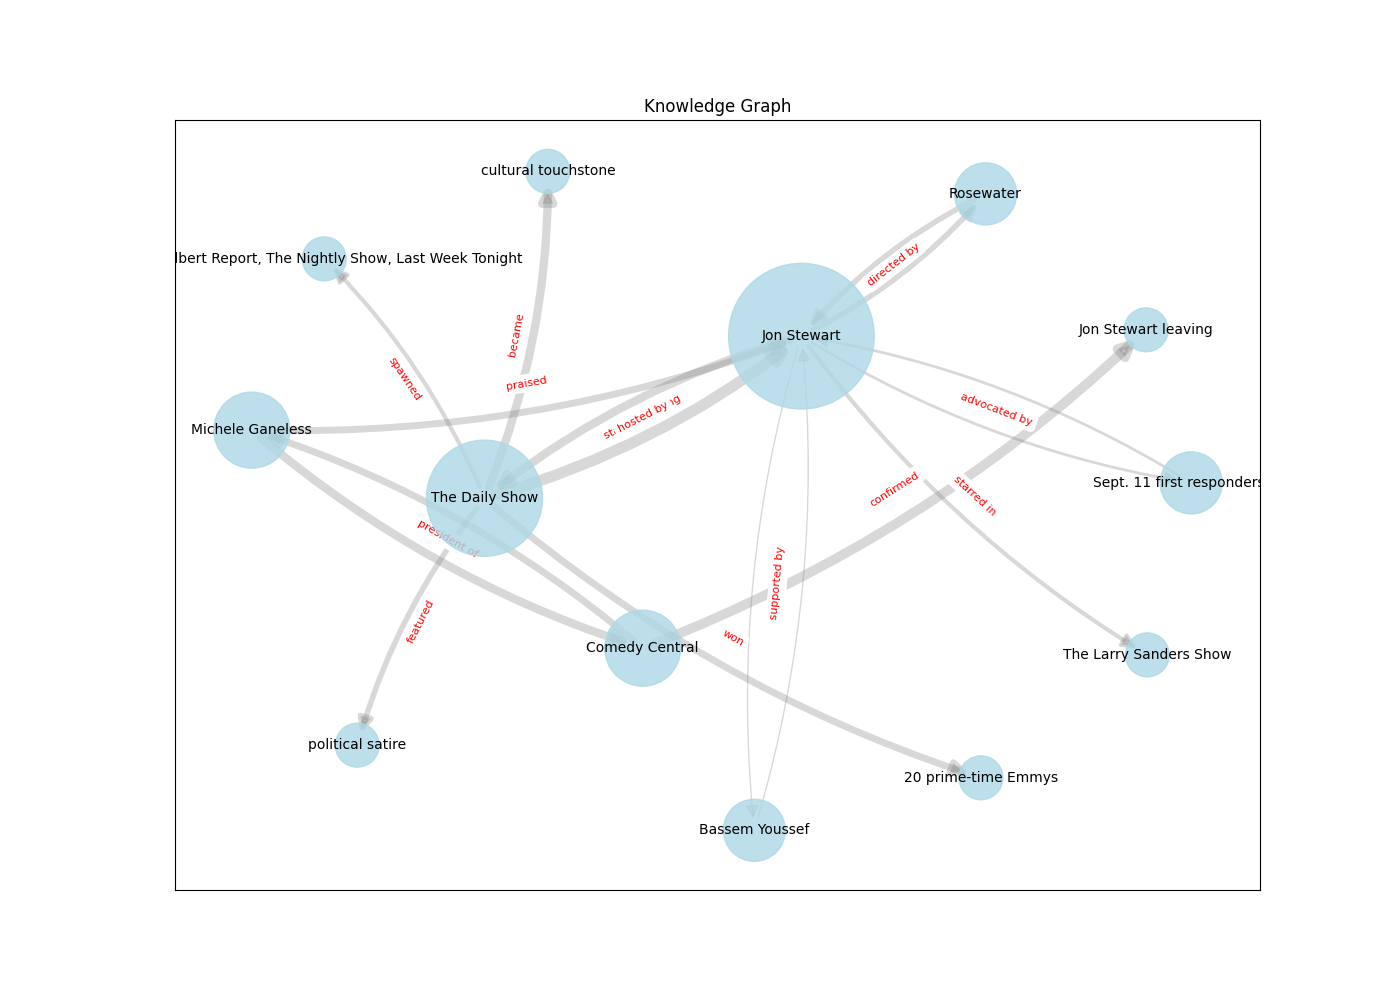 Knowledge Graph
cultural touchstone
Rosewater
directed by
lbert Report, The Nightly Show, Last Week Tonight
Jon Stewart
Jon Stewart leaving
became
spawned
praised
advocated by
hosted by
Michele Ganeless
The Daily Show
Sept. 11 first responders
confirmed
starred in
president of
supported by
featured
won
Comedy Central
The Larry Sanders Show
political satire
20 prime-time Emmys
Bassem Youssef